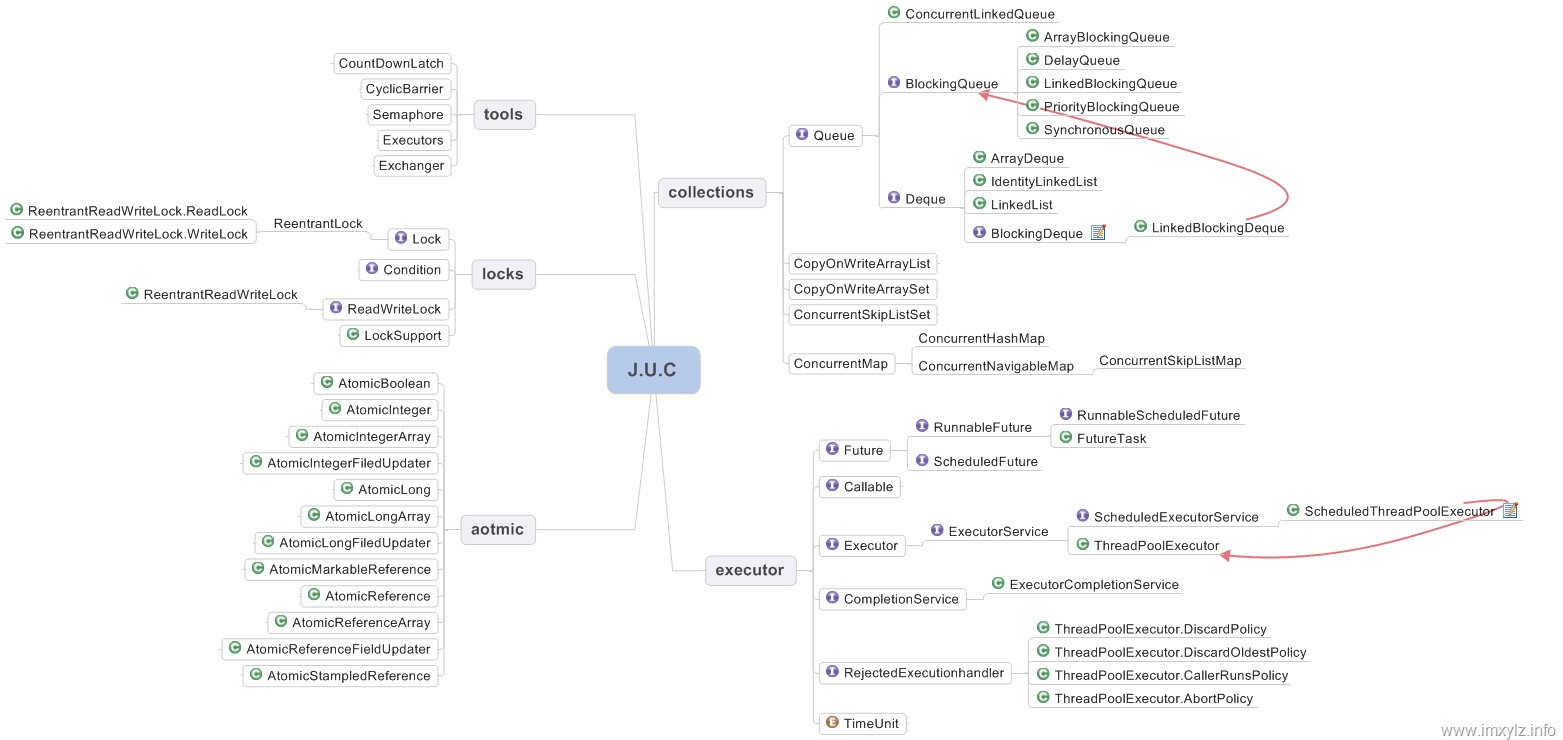 J.U.C
tools
CountDownLatch
CyclicBarrier
Semaphore
Executors
Exchanger
locks
Lock
ReentrantLock
ReentrantReadWriteLock.ReadLock
ReentrantReadWriteLock.WriteLock
Condition
ReadWriteLock
ReentrantReadWriteLock
LockSupport
aotmic
AtomicBoolean
AtomicInteger
AtomicIntegerArray
AtomicIntegerFiledUpdater
AtomicLong
AtomicLongArray
AtomicLongFiledUpdater
AtomicMarkableReference
AtomicReference
AtomicReferenceArray
AtomicReferenceFieldUpdater
AtomicStampledReference
collections
Queue
ConcurrentLinkedQueue
BlockingQueue
ArrayBlockingQueue
DelayQueue
LinkedBlockingQueue
PriorityBlockingQueue
SynchronousQueue
Deque
ArrayDeque
IdentityLinkedList
LinkedList
BlockingDeque
LinkedBlockingDeque
CopyOnWriteArrayList
CopyOnWriteArraySet
ConcurrentSkipListSet
ConcurrentMap
ConcurrentHashMap
ConcurrentNavigableMap
ConcurrentSkipListMap
executor
Future
RunnableFuture
RunnableScheduledFuture
FutureTask
ScheduledFuture
Callable
Executor
ExecutorService
ScheduledExecutorService
ScheduledThreadPoolExecutor
ThreadPoolExecutor
CompletionService
ExecutorCompletionService
RejectedExecutionhandler
ThreadPoolExecutor.DiscardPolicy
ThreadPoolExecutor.DiscardOldestPolicy
ThreadPoolExecutor.CallerRunsPolicy
ThreadPoolExecutor.AbortPolicy
TimeUnit
www.imxylz.info